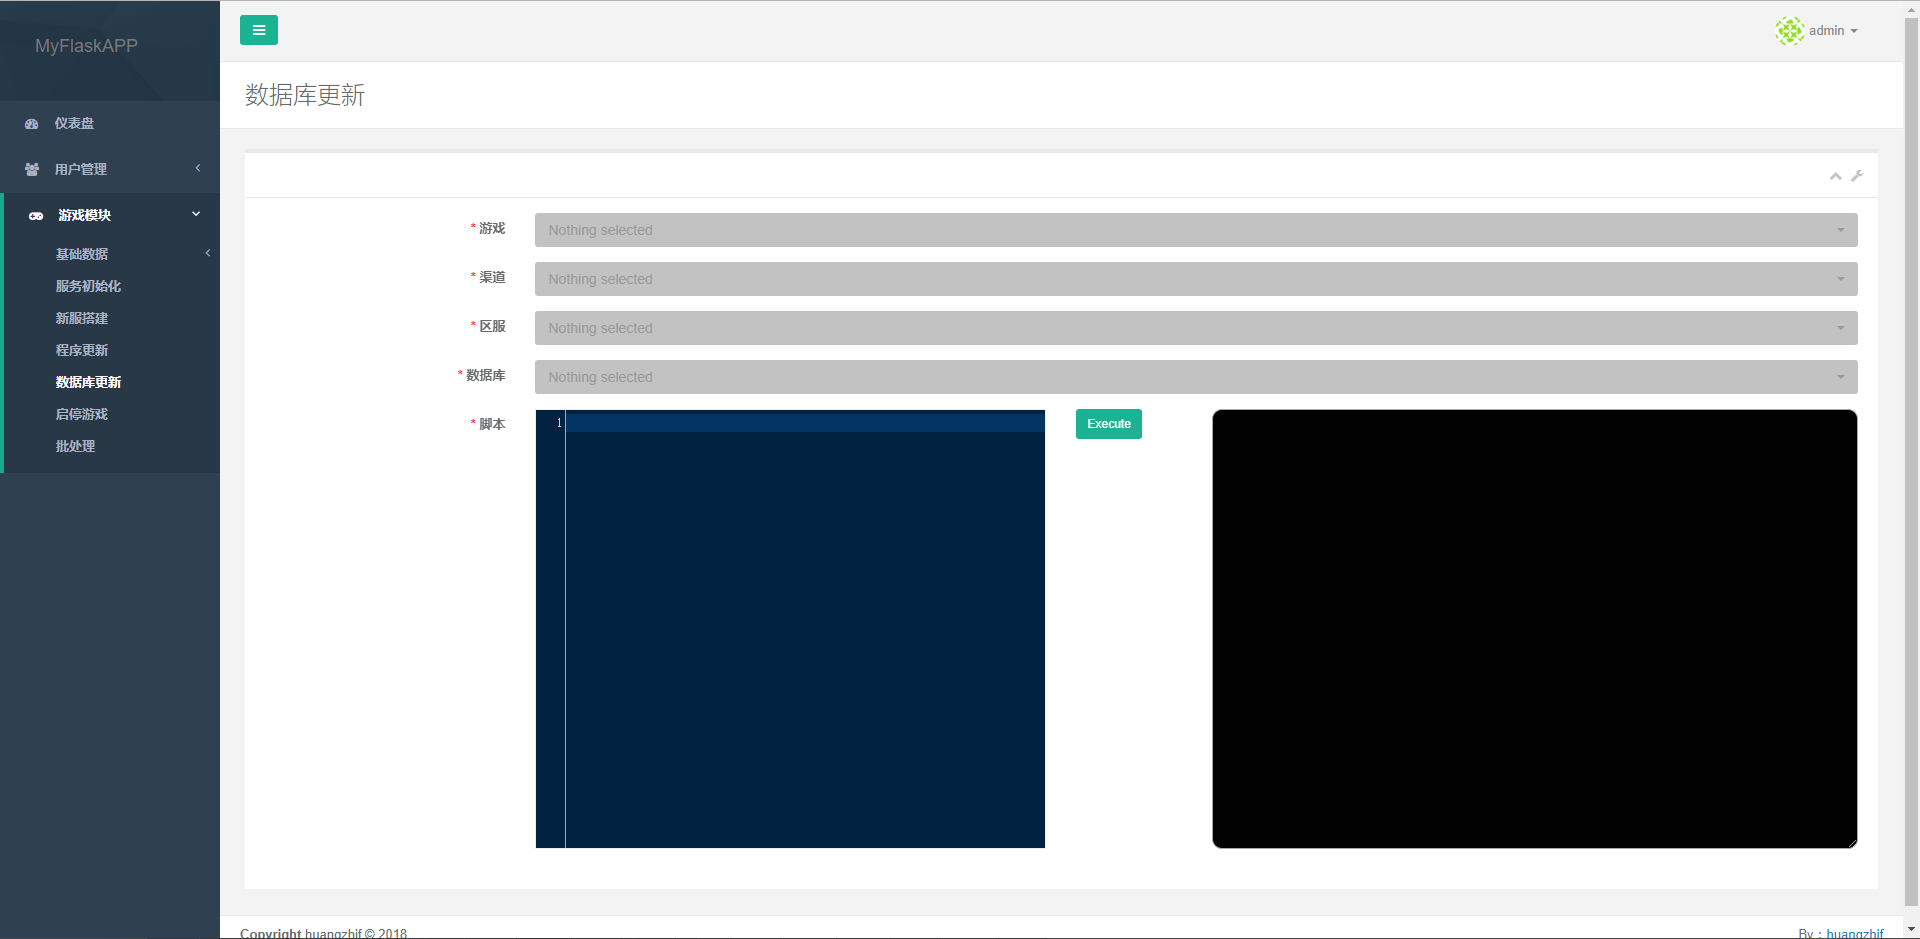 MyFlaskAPP
admin
仪表盘
用户管理
游戏模块
基础数据
服务初始化
新服搭建
程序更新
数据库更新
启停游戏
批处理
数据库更新
* 游戏 Nothing selected
* 渠道 Nothing selected
* 区服 Nothing selected
* 数据库 Nothing selected
* 脚本
1
Execute
Copyright huangzhif © 2018
By：huangzhif